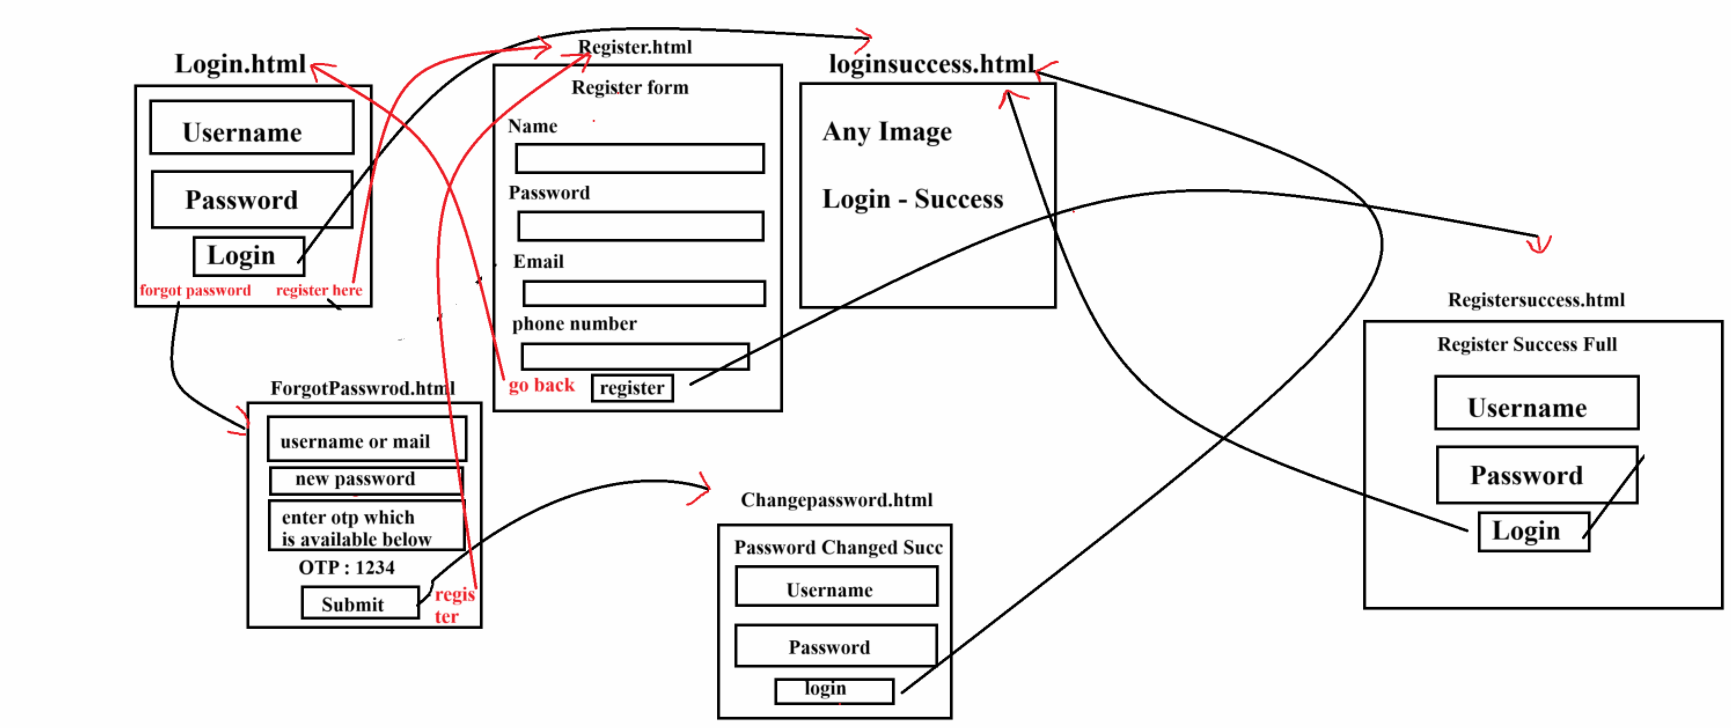 Login.html
Username
Password
Login
forgot password
register here
Register.html
Register form
Name
Password
Email
phone number
go back
register
loginsuccess.html
Any Image
Login - Success
Registersuccess.html
Register Success Full
Username
Password
Login
ForgotPasswrod.html
username or mail
new password
enter otp which
is available below
OTP : 1234
Submit
regis
ter
Changepassword.html
Password Changed Succ
Username
Password
login